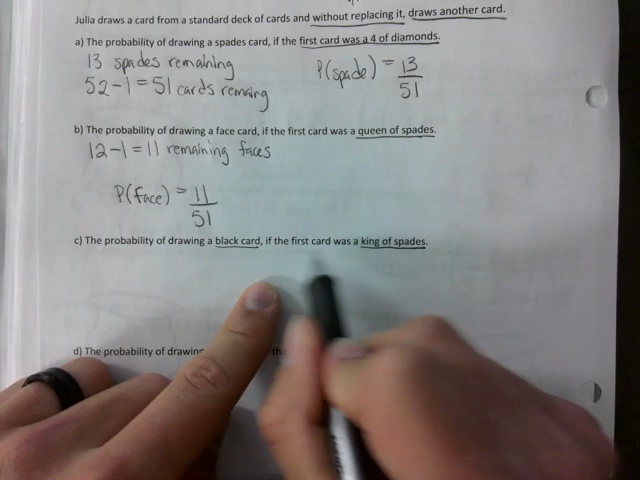 Julia draws a card from a standard deck of cards and without replacing it, draws another card.
a) The probability of drawing a spades card, if the first card was a 4 of diamonds.
13 spades remaining
52-1=51 cards remaing
P(spade) = 13/51
b) The probability of drawing a face card, if the first card was a queen of spades.
12-1=11 remaining faces
P(face) = 11/51
c) The probability of drawing a black card, if the first card was a king of spades.
d) The probability of drawing